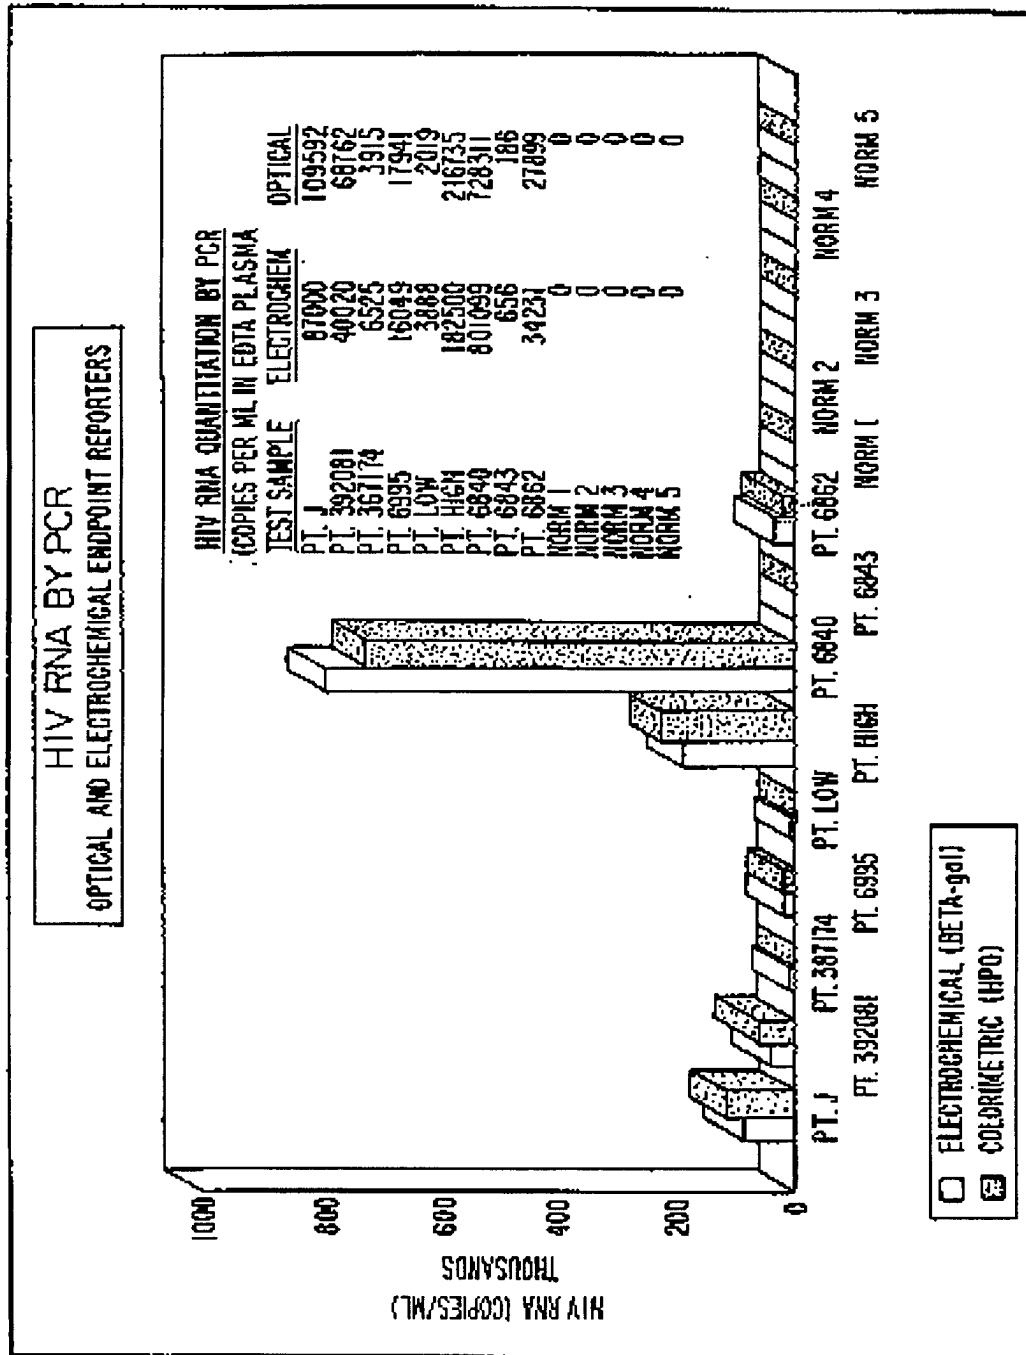 HIV RNA BY PCR
OPTICAL AND ELECTROCHEMICAL ENDPOINT REPORTERS
HIV RNA QUANTITATION BY PCR
(COPIES PER ML IN EDTA PLASMA
TEST SAMPLE ELECTROCHEM OPTICAL
PT. J 87000 109592
PT. 392081 40020 68762
PT. 367174 6525 3915
PT. 6995 16049 17941
PT. LOW 3888 2019
PT. HIGH 182500 216735
PT. 6840 801099 728311
PT. 6843 656 186
PT. 6862 34231 27899
NORM 1 0 0
NORM 2 0 0
NORM 3 0 0
NORM 4 0 0
NORM 5 0 0
HIV RNA (COPIES/ML)
THOUSANDS
1000
800
600
400
200
0
PT. J
PT. 392081
PT. 387174
PT. 6995
PT. LOW
PT. HIGH
PT. 6840
PT. 6843
PT. 6862
NORM 1
NORM 2
NORM 3
NORM 4
NORM 5
ELECTROCHEMICAL (BETA-gal)
COLORIMETRIC (HPO)